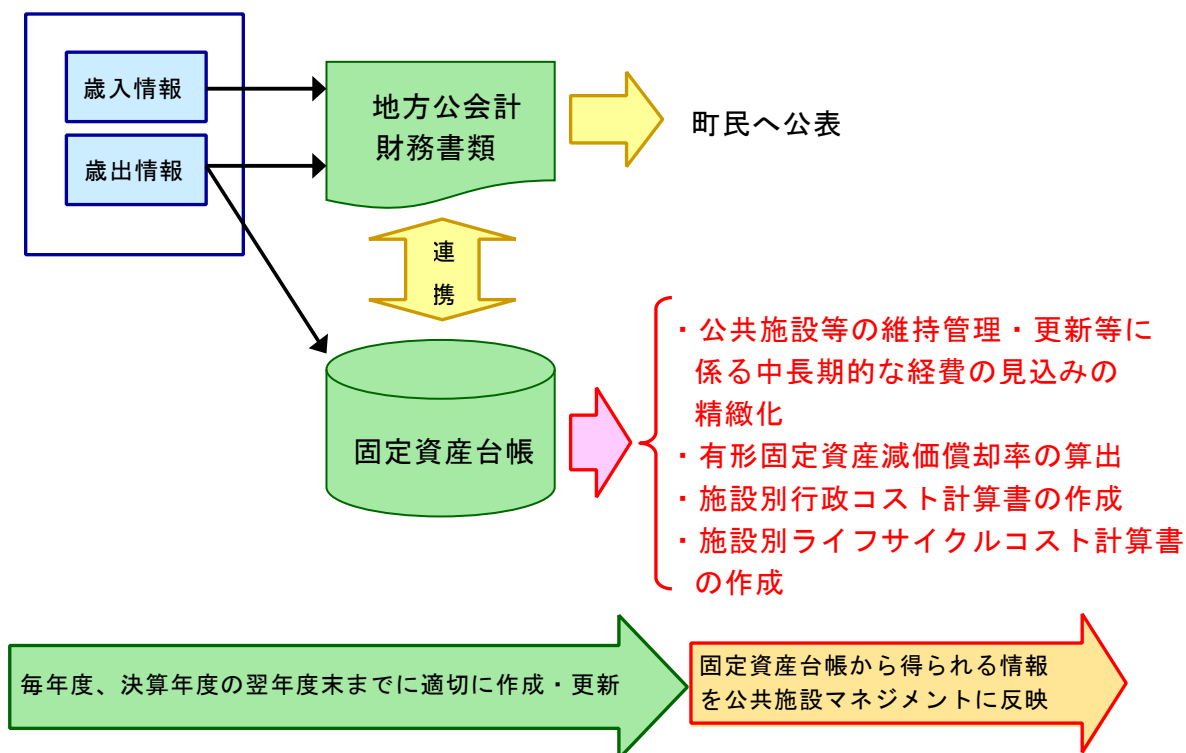 歳入情報
歳出情報
地方公会計
財務書類
町民へ公表
連
携
固定資産台帳
・公共施設等の維持管理・更新等に
係る中長期的な経費の見込みの
精緻化
・有形固定資産減価償却率の算出
・施設別行政コスト計算書の作成
・施設別ライフサイクルコスト計算書
の作成
毎年度、決算年度の翌年度末までに適切に作成・更新
固定資産台帳から得られる情報
を公共施設マネジメントに反映